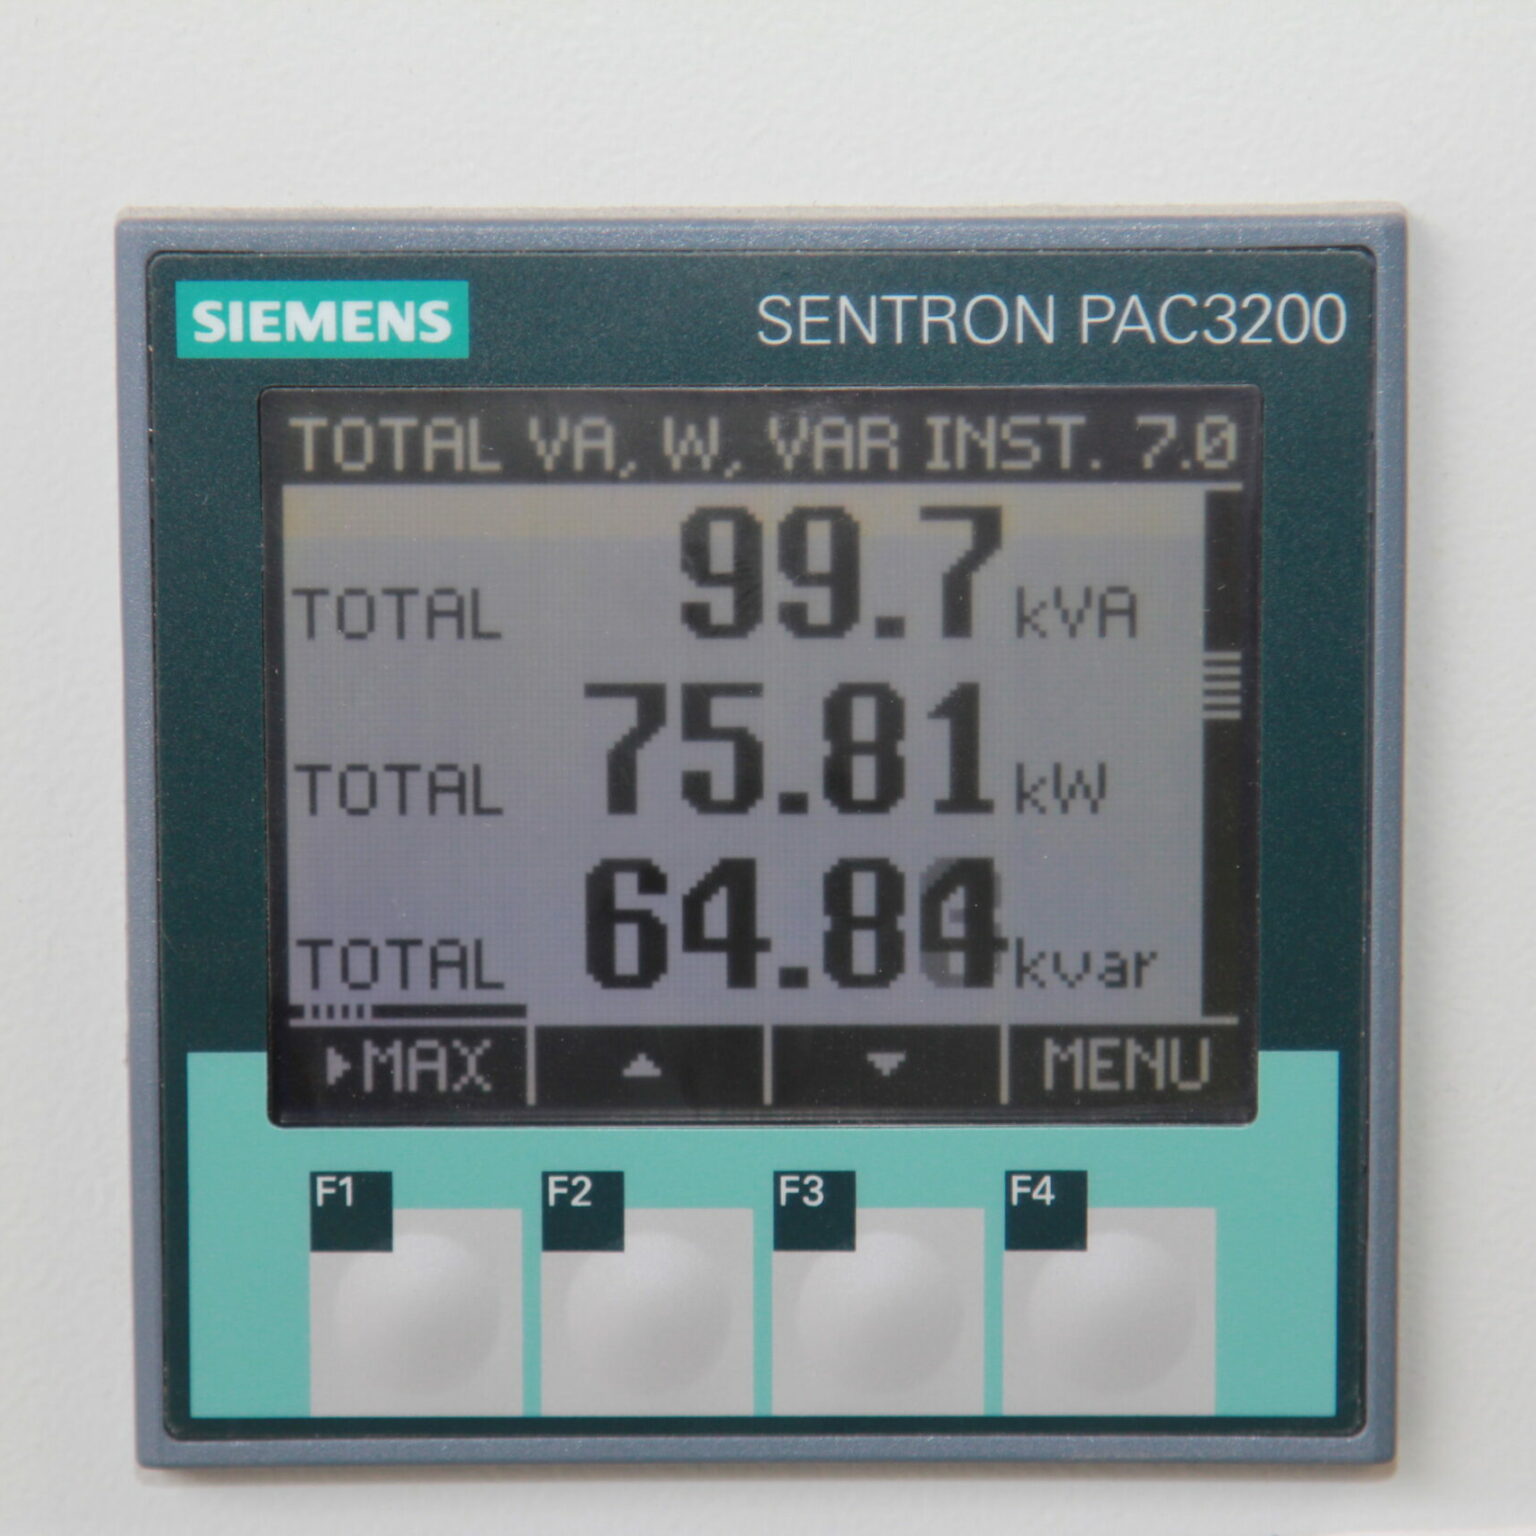 SIEMENS SENTRON PAC3200
TOTAL VA, W, VAR INST. 7.0
TOTAL 99.7 kVA
TOTAL 75.81 kW
TOTAL 64.84 kvar
MAX MENU
F1 F2 F3 F4